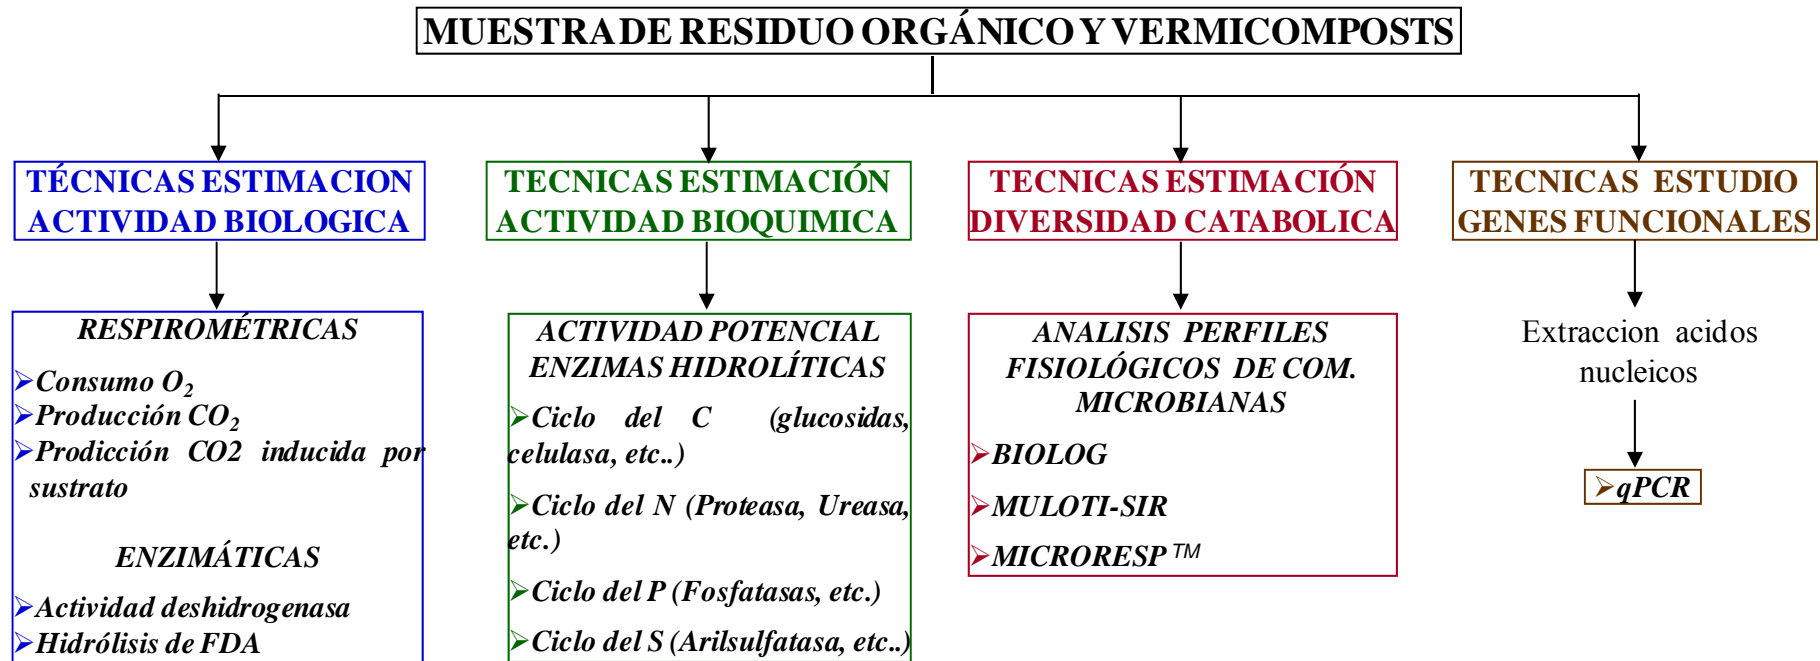 MUESTRA DE RESIDUO ORGÁNICO Y VERMICOMPOSTS
TÉCNICAS ESTIMACION
ACTIVIDAD BIOLOGICA
RESPIROMÉTRICAS
➢Consumo O₂
➢Producción CO₂
➢Prodicción CO2 inducida por
sustrato
ENZIMÁTICAS
➢Actividad deshidrogenasa
➢Hidrólisis de FDA
TECNICAS ESTIMACIÓN
ACTIVIDAD BIOQUIMICA
ACTIVIDAD POTENCIAL
ENZIMAS HIDROLÍTICAS
➢Ciclo del C (glucosidas,
celulasa, etc..)
➢Ciclo del N (Proteasa, Ureasa,
etc.)
➢Ciclo del P (Fosfatasas, etc.)
➢Ciclo del S (Arilsulfatasa, etc..)
TECNICAS ESTIMACIÓN
DIVERSIDAD CATABOLICA
ANALISIS PERFILES
FISIOLÓGICOS DE COM.
MICROBIANAS
➢BIOLOG
➢MULOTI-SIR
➢MICRORESP™
TECNICAS ESTUDIO
GENES FUNCIONALES
Extraccion acidos
nucleicos
➢qPCR